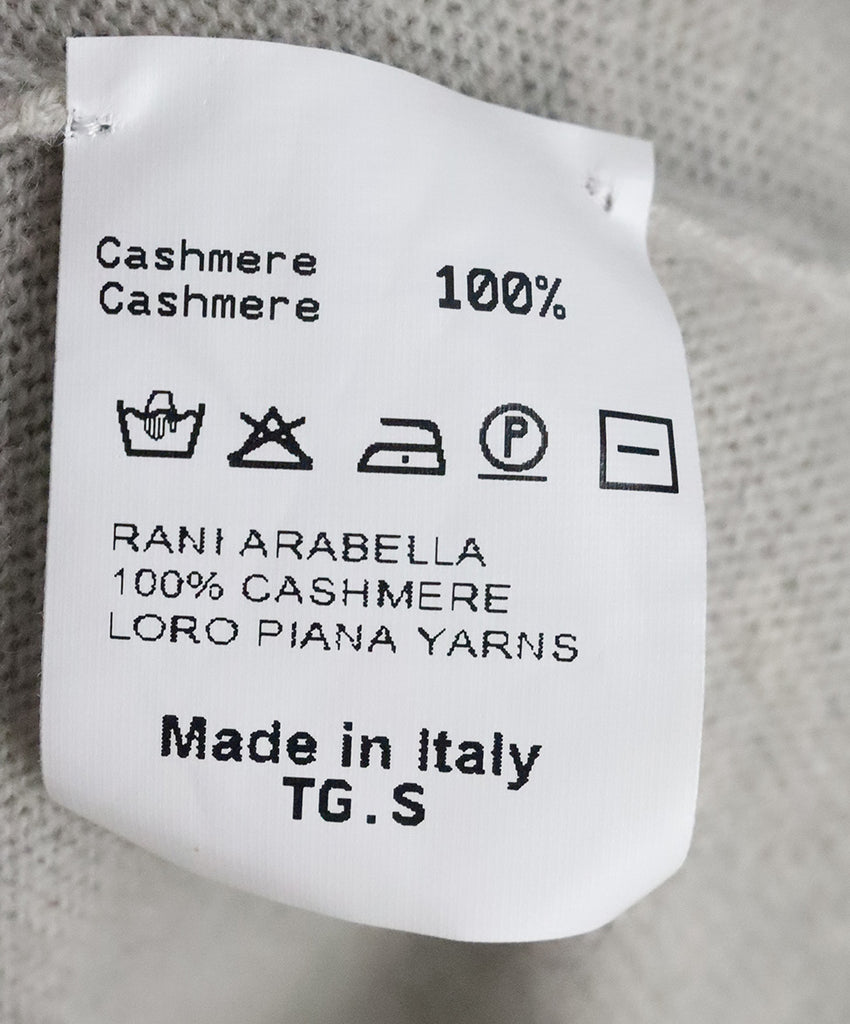 Cashmere
Cashmere 100%
P
RANI ARABELLA
100% CASHMERE
LORO PIANA YARNS
Made in Italy
TG.S